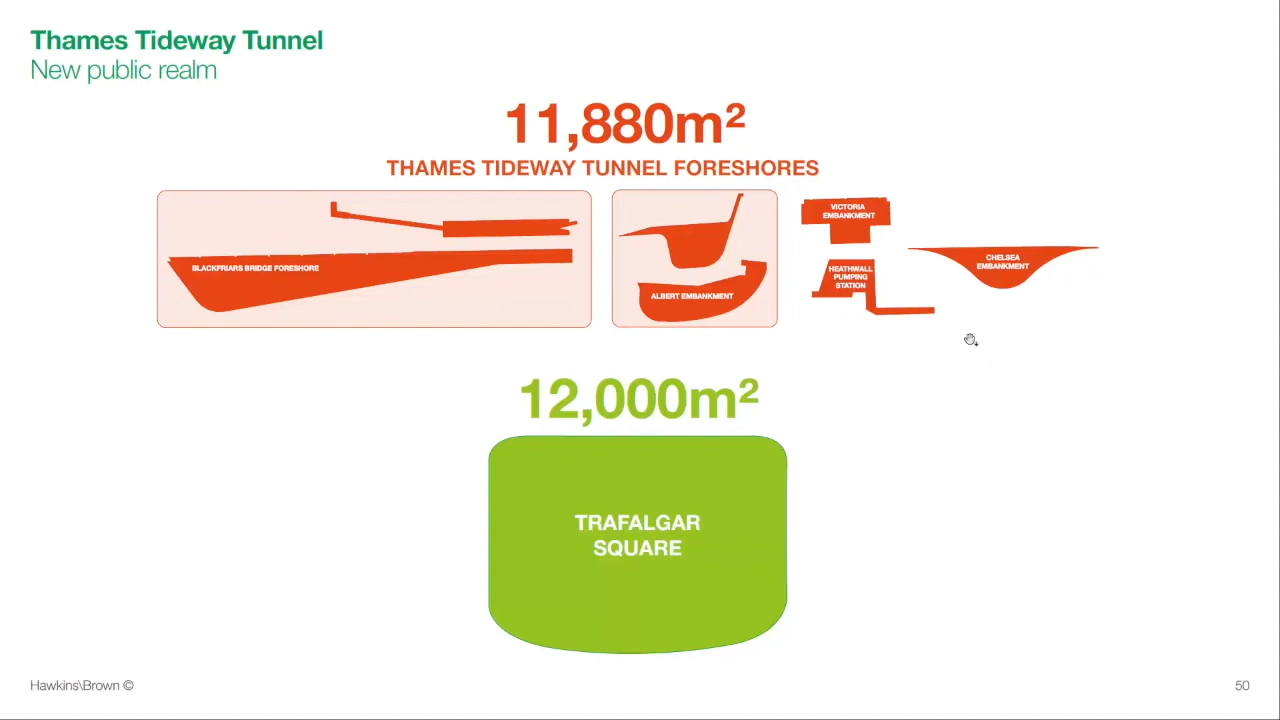 Thames Tideway Tunnel
New public realm
11,880m²
THAMES TIDEWAY TUNNEL FORESHORES
BLACKFRIARS BRIDGE FORESHORE
ALBERT EMBANKMENT
VICTORIA
EMBANKMENT
HEATHWALL
PUMPING
STATION
CHELSEA
EMBANKMENT
12,000m²
TRAFALGAR
SQUARE
Hawkins\Brown ©
50